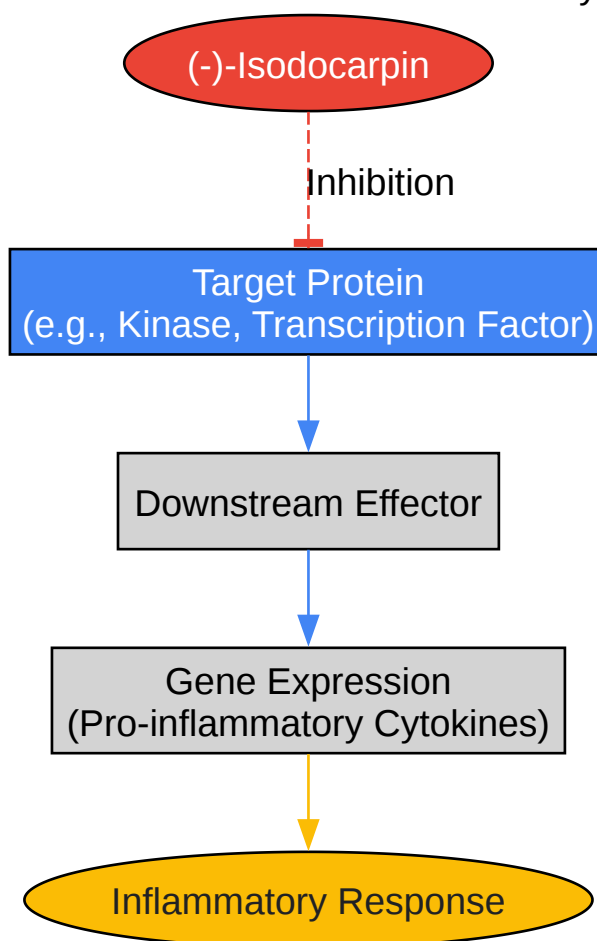 (-)-Isodocarpin
Inhibition
Target Protein
(e.g., Kinase, Transcription Factor)
Downstream Effector
Gene Expression
(Pro-inflammatory Cytokines)
Inflammatory Response